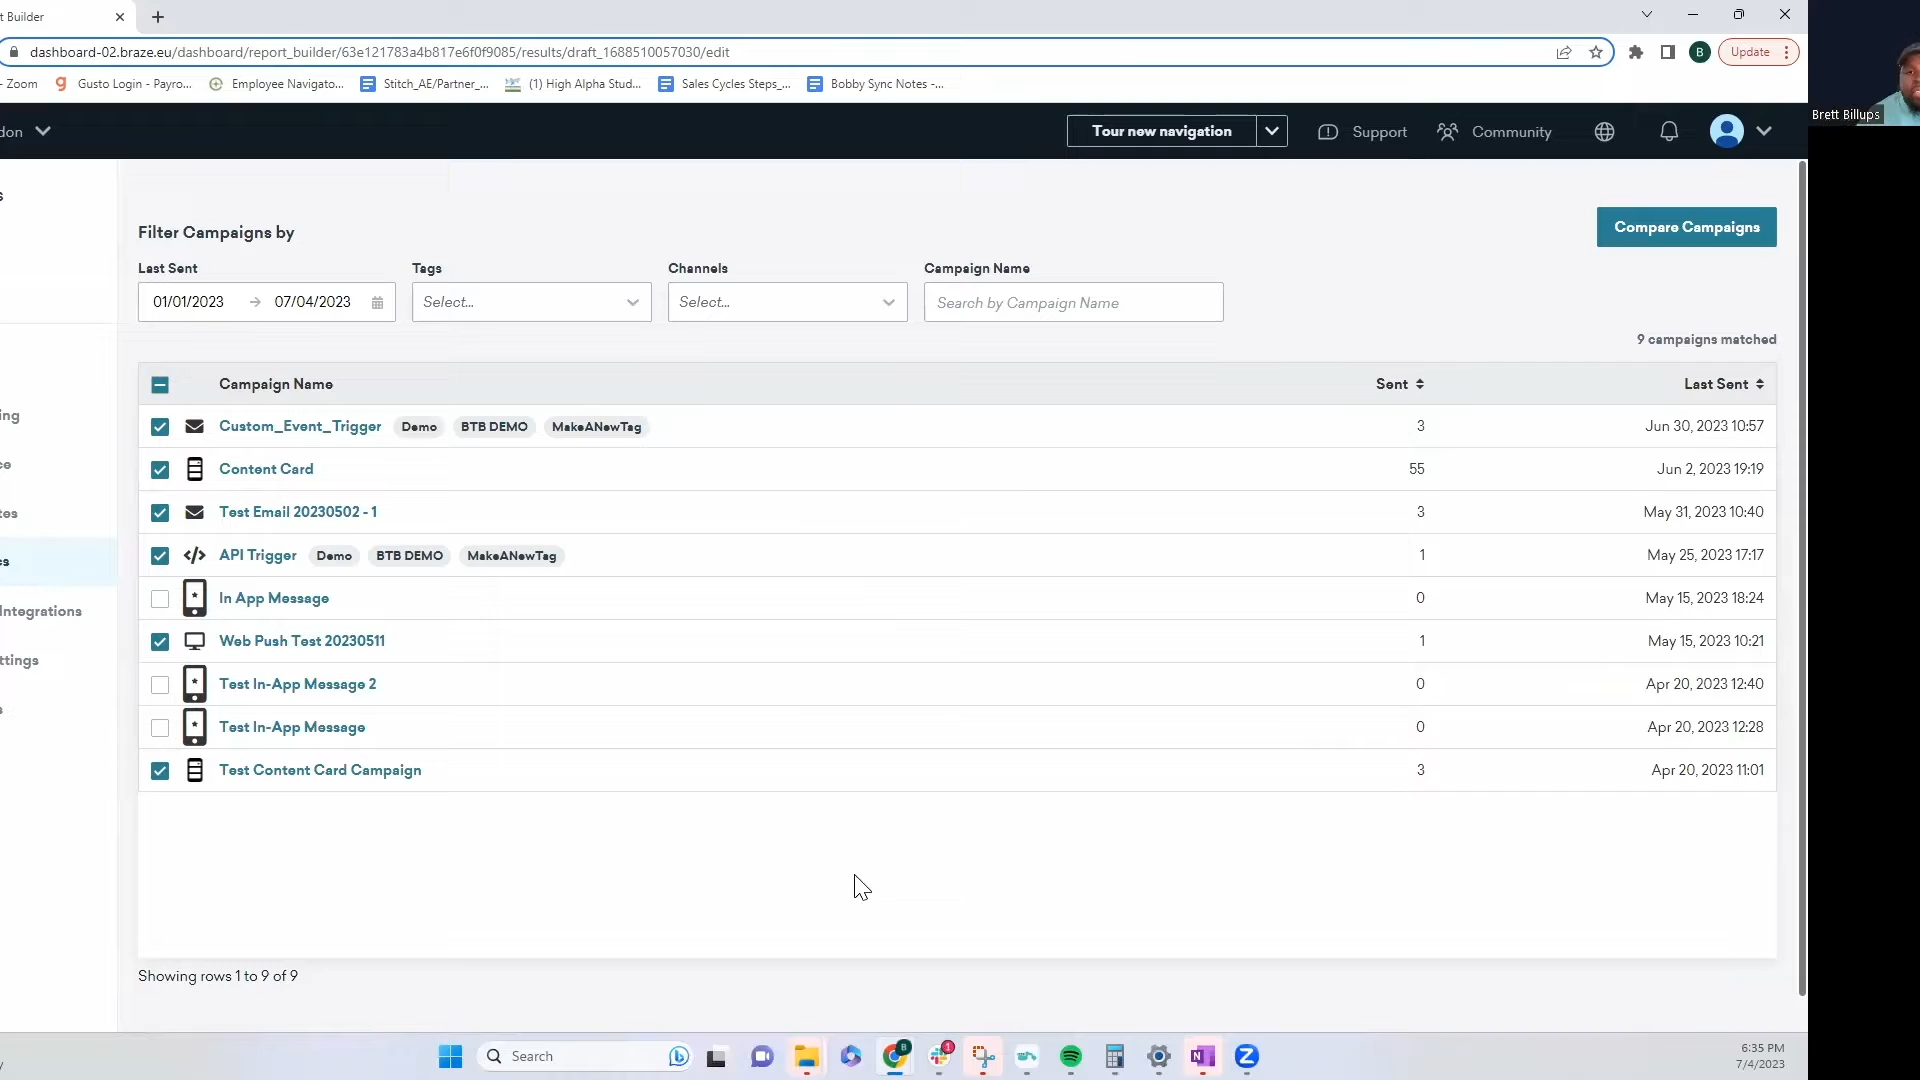 t Builder
dashboard-02.braze.eu/dashboard/report_builder/63e121783a4b817e6f0f9085/results/draft_1688510057030/edit
B
Update
- Zoom
Gusto Login - Payro...
Employee Navigato...
Stitch_AE/Partner_...
(1) High Alpha Stud...
Sales Cycles Steps_...
Bobby Sync Notes -...
Brett Billups
don
Tour new navigation
Support
Community
s
Filter Campaigns by
Compare Campaigns
Last Sent
Tags
Channels
Campaign Name
01/01/2023 → 07/04/2023
Select...
Select...
Search by Campaign Name
9 campaigns matched
Campaign Name Sent Last Sent
Custom_Event_Trigger Demo BTB DEMO MakeANewTag 3 Jun 30, 2023 10:57
Content Card 55 Jun 2, 2023 19:19
Test Email 20230502 - 1 3 May 31, 2023 10:40
API Trigger Demo BTB DEMO MakeANewTag 1 May 25, 2023 17:17
In App Message 0 May 15, 2023 18:24
Web Push Test 20230511 1 May 15, 2023 10:21
Test In-App Message 2 0 Apr 20, 2023 12:40
Test In-App Message 0 Apr 20, 2023 12:28
Test Content Card Campaign 3 Apr 20, 2023 11:01
ing
ce
tes
cs
Integrations
ttings
s
Showing rows 1 to 9 of 9
Search
6:35 PM
7/4/2023